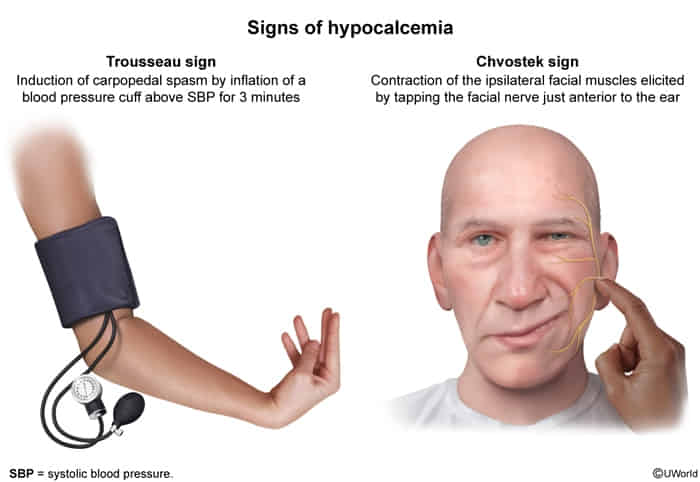 Signs of hypocalcemia
Trousseau sign
Induction of carpopedal spasm by inflation of a
blood pressure cuff above SBP for 3 minutes
Chvostek sign
Contraction of the ipsilateral facial muscles elicited
by tapping the facial nerve just anterior to the ear
SBP = systolic blood pressure.
©UWorld